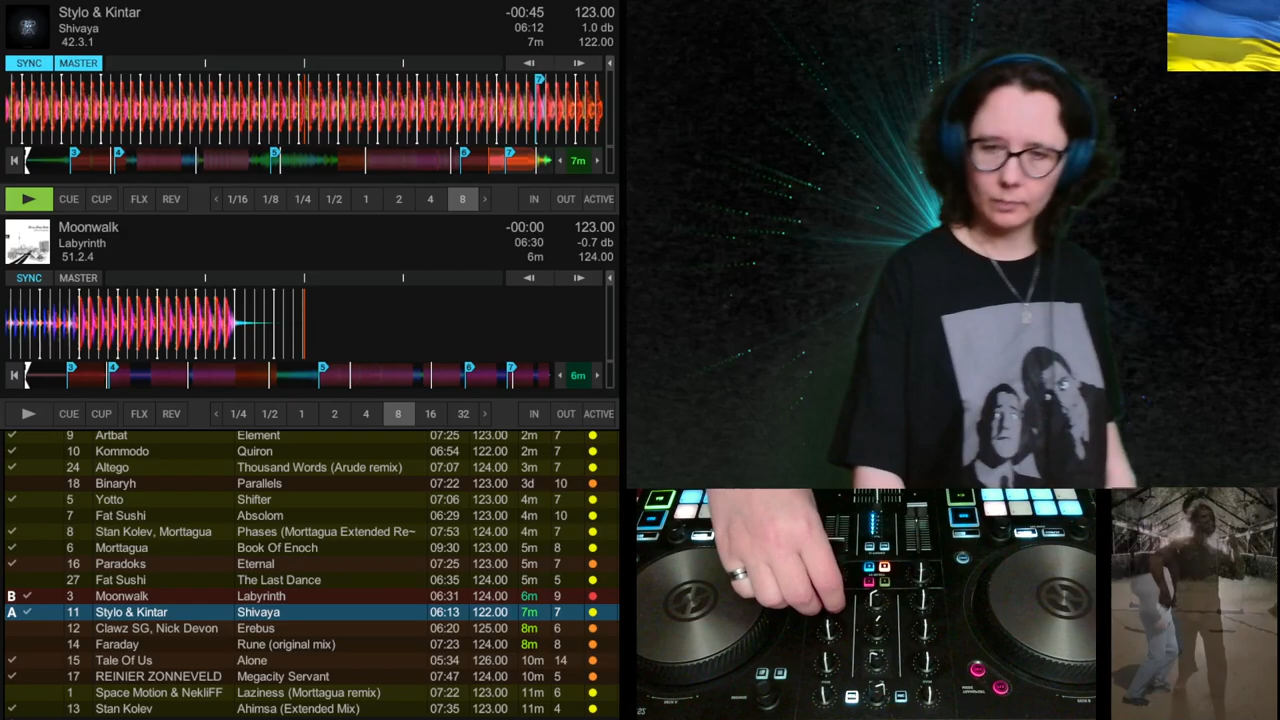 Stylo & Kintar -00:45 123.00
Shivaya 06:12 1.0 db
42.3.1 7m 122.00
SYNC MASTER
7
3 4 5 6 7 7m
CUE CUP FLX REV 1/16 1/8 1/4 1/2 1 2 4 8 IN OUT ACTIVE
Moonwalk -00:00 123.00
Labyrinth 06:30 -0.7 db
51.2.4 6m 124.00
SYNC MASTER
3 4 5 6 7 6m
CUE CUP FLX REV 1/4 1/2 1 2 4 8 16 32 IN OUT ACTIVE
9 Artbat Element 07:25 123.00 2m 7
10 Kommodo Quiron 06:54 122.00 2m 7
24 Altego Thousand Words (Arude remix) 07:07 124.00 3m 7
18 Binaryh Parallels 07:22 123.00 3d 10
5 Yotto Shifter 07:06 123.00 4m 7
7 Fat Sushi Absolom 06:29 123.00 4m 10
8 Stan Kolev, Morttagua Phases (Morttagua Extended Re~ 07:53 124.00 4m 7
6 Morttagua Book Of Enoch 09:30 123.00 5m 8
16 Paradoks Eternal 07:25 123.00 5m 7
27 Fat Sushi The Last Dance 06:35 124.00 5m 5
B 3 Moonwalk Labyrinth 06:31 124.00 6m 9
A 11 Stylo & Kintar Shivaya 06:13 122.00 7m 7
12 Clawz SG, Nick Devon Erebus 06:20 125.00 8m 6
14 Faraday Rune (original mix) 07:23 124.00 8m 8
15 Tale Of Us Alone 05:34 126.00 10m 14
17 REINIER ZONNEVELD Megacity Servant 07:47 124.00 10m 5
1 Space Motion & NekliFF Laziness (Morttagua remix) 07:22 123.00 11m 6
13 Stan Kolev Ahimsa (Extended Mix) 07:35 124.00 11m 4